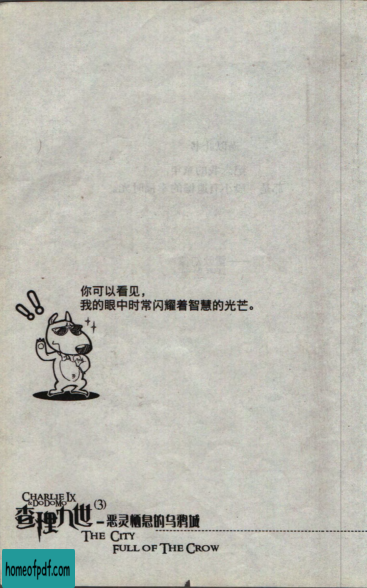 你可以看见，
我的眼中时常闪耀着智慧的光芒。
CHARLIE IX
& DODOMO
查理九世(3)
–恶灵栖息的乌鸦城
THE CITY
FULL OF THE CROW
homeofpdf.com